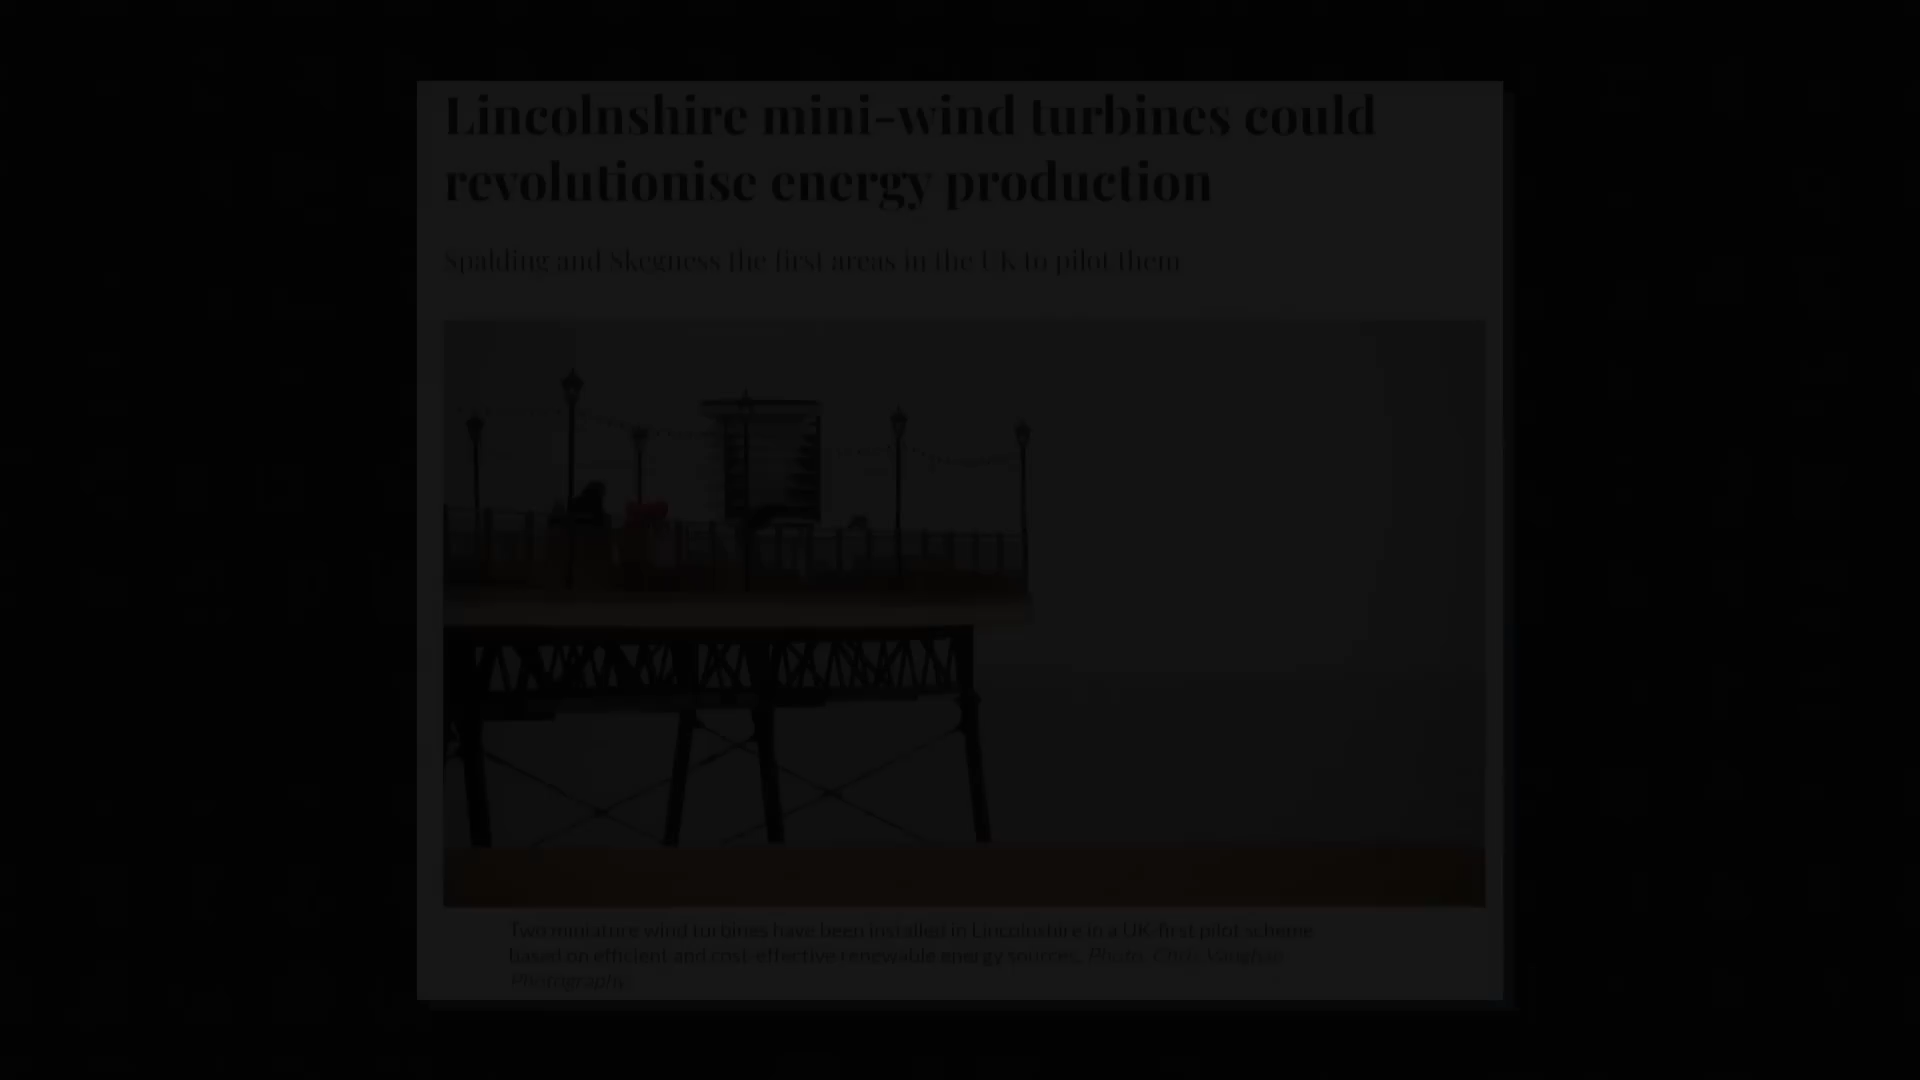 Lincolnshire mini-wind turbines could
revolutionise energy production
Spalding and Skegness the first areas in the UK to pilot them
Two miniature wind turbines have been installed in Lincolnshire in a UK-first pilot scheme
based on efficient and cost-effective renewable energy sources. Photo: Chris Vaughan
Photography.